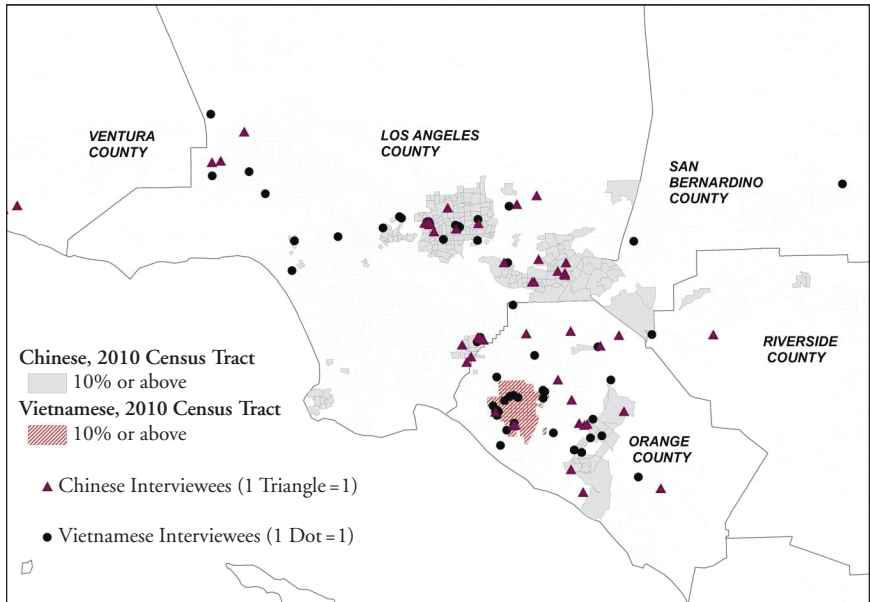 VENTURA
COUNTY
LOS ANGELES
COUNTY
SAN
BERNARDINO
COUNTY
RIVERSIDE
COUNTY
ORANGE
COUNTY
Chinese, 2010 Census Tract
10% or above
Vietnamese, 2010 Census Tract
10% or above
Chinese Interviewees (1 Triangle=1)
Vietnamese Interviewees (1 Dot=1)